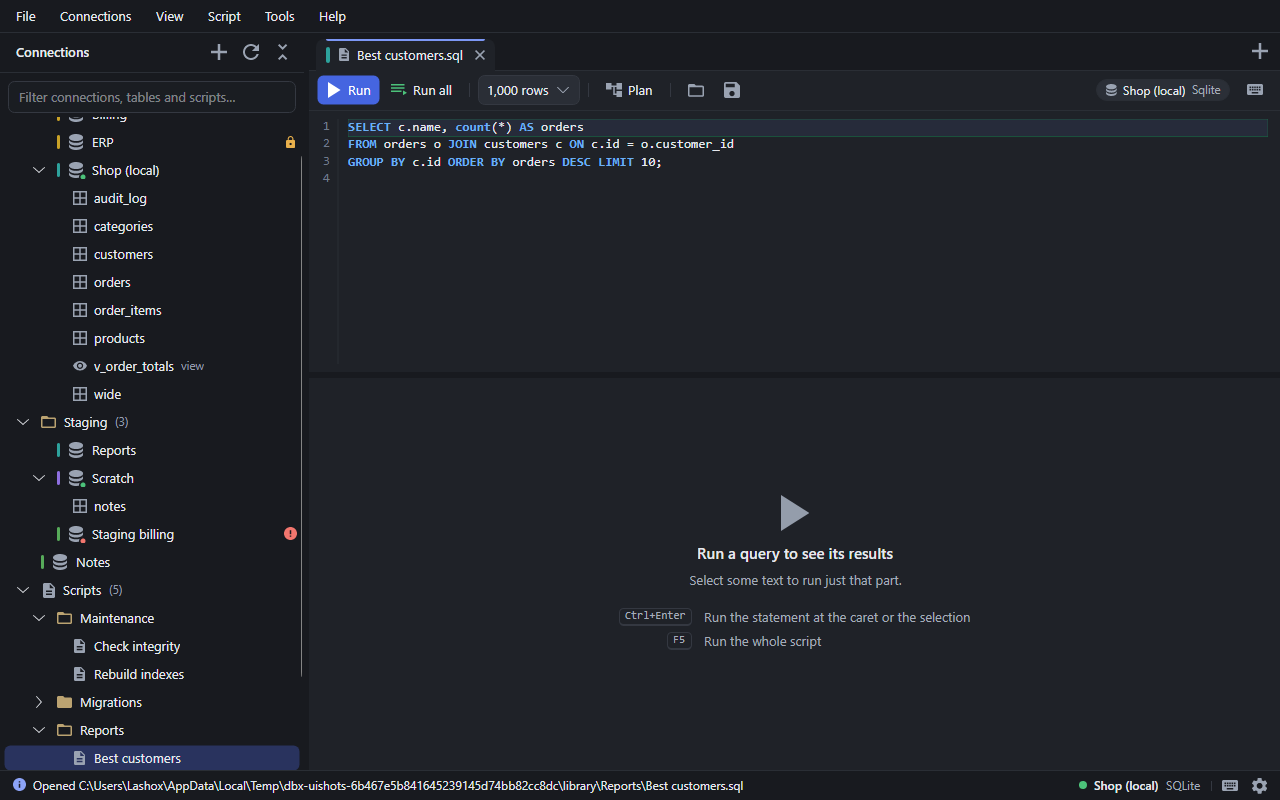 File Connections View Script Tools Help
Connections
Filter connections, tables and scripts...
Billing
ERP
Shop (local)
audit_log
categories
customers
orders
order_items
products
v_order_totals view
wide
Staging (3)
Reports
Scratch
notes
Staging billing
Notes
Scripts (5)
Maintenance
Check integrity
Rebuild indexes
Migrations
Reports
Best customers
Best customers.sql
Run Run all 1,000 rows Plan Shop (local) Sqlite
1 SELECT c.name, count(*) AS orders
2 FROM orders o JOIN customers c ON c.id = o.customer_id
3 GROUP BY c.id ORDER BY orders DESC LIMIT 10;
4
Run a query to see its results
Select some text to run just that part.
Ctrl+Enter Run the statement at the caret or the selection
F5 Run the whole script
Opened C:\Users\Lashox\AppData\Local\Temp\dbx-uishots-6b467e5b841645239145d74bb82cc8dc\library\Reports\Best customers.sql
Shop (local) SQLite